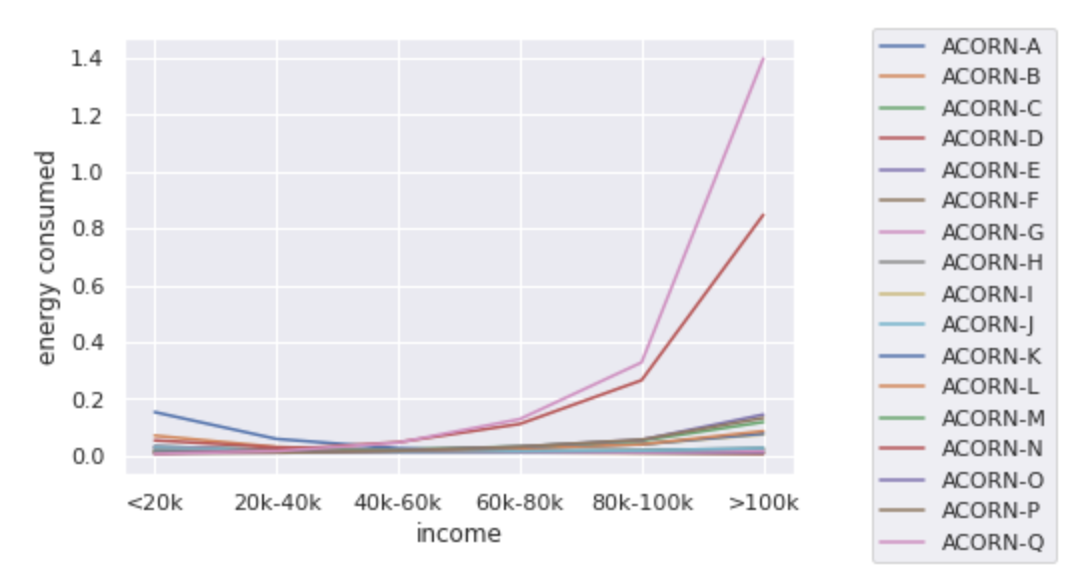 energy consumed
1.4
1.2
1.0
0.8
0.6
0.4
0.2
0.0
<20k 20k-40k 40k-60k 60k-80k 80k-100k >100k
income
ACORN-A
ACORN-B
ACORN-C
ACORN-D
ACORN-E
ACORN-F
ACORN-G
ACORN-H
ACORN-I
ACORN-J
ACORN-K
ACORN-L
ACORN-M
ACORN-N
ACORN-O
ACORN-P
ACORN-Q